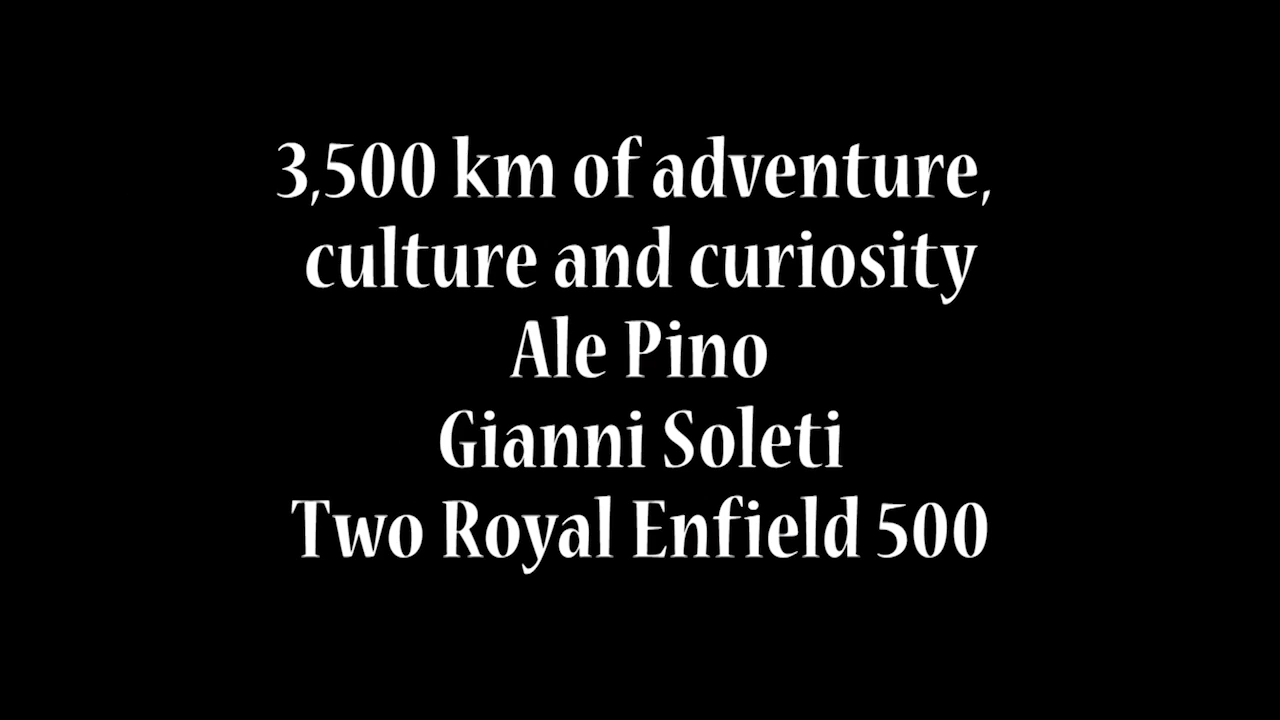 3,500 km of adventure,
culture and curiosity
Ale Pino
Gianni Soleti
Two Royal Enfield 500